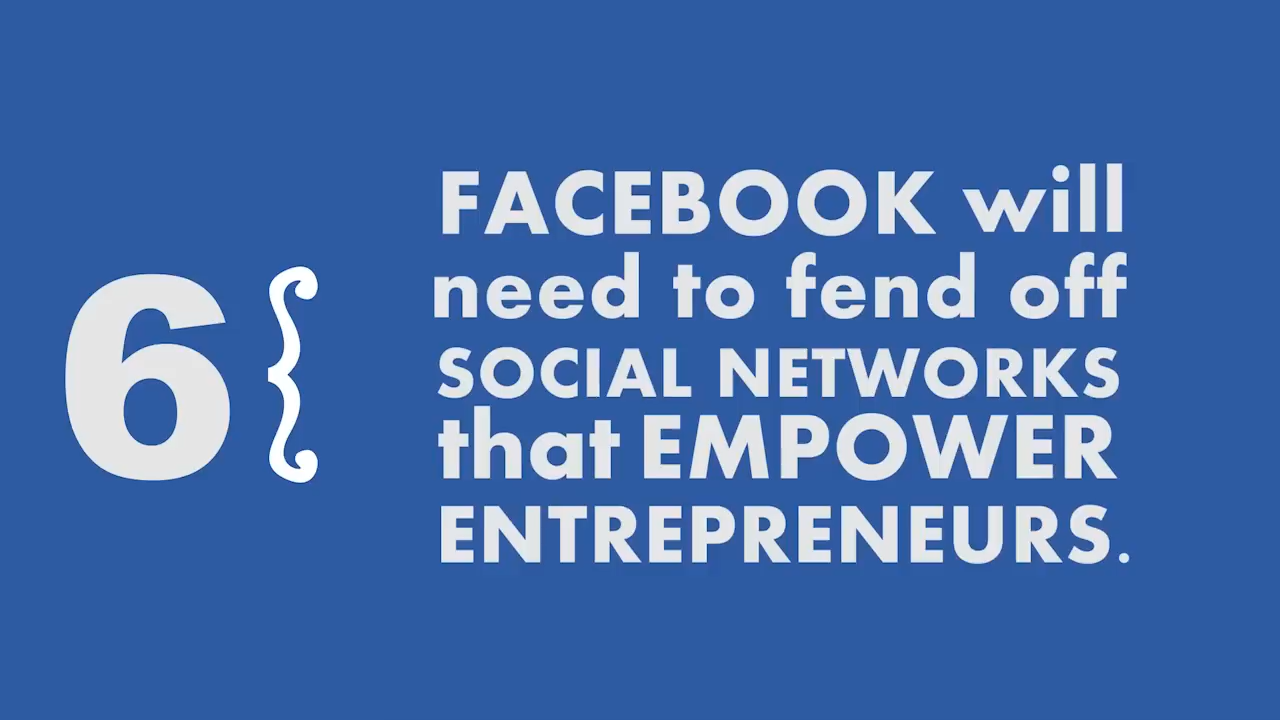 6{
FACEBOOK will
need to fend off
SOCIAL NETWORKS
that EMPOWER
ENTREPRENEURS.